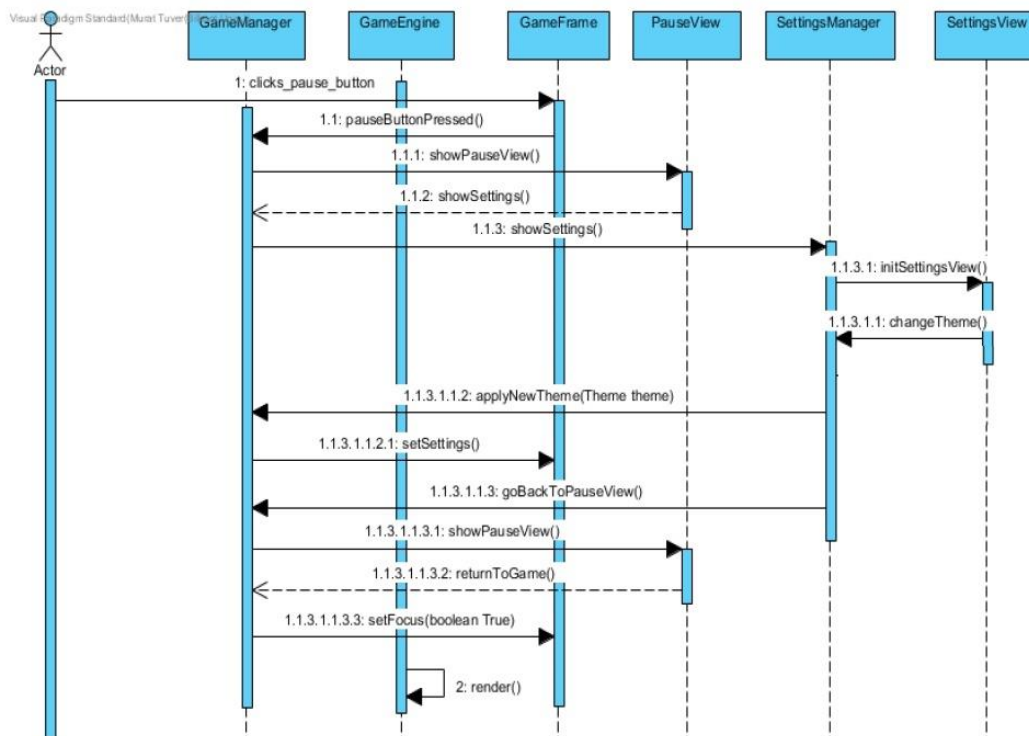 Visual Paradigm Standard(Murat Tuver(
GameManager
GameEngine
GameFrame
PauseView
SettingsManager
SettingsView
Actor
1: clicks_pause_button
1.1: pauseButtonPressed()
1.1.1: showPauseView()
1.1.2: showSettings()
1.1.3: showSettings()
1.1.3.1: initSettingsView()
1.1.3.1.1: changeTheme()
1.1.3.1.1.2: applyNewTheme(Theme theme)
1.1.3.1.1.2.1: setSettings()
1.1.3.1.1.3: goBackToPauseView()
1.1.3.1.1.3.1: showPauseView()
1.1.3.1.1.3.2: returnToGame()
1.1.3.1.1.3.3: setFocus(boolean True)
2: render()